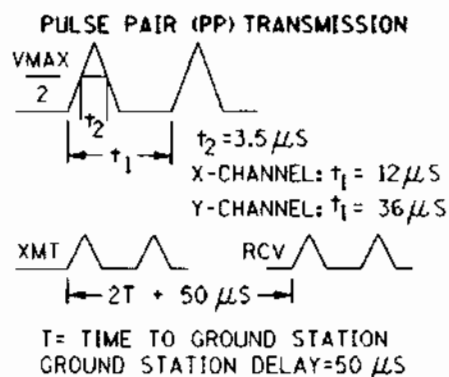 PULSE PAIR (PP) TRANSMISSION
VMAX
2
t₂
t₁
t₂=3.5 µS
X-CHANNEL: t₁ = 12 µS
Y-CHANNEL: t₁ = 36 µS
XMT
RCV
2T + 50 µS
T= TIME TO GROUND STATION
GROUND STATION DELAY=50 µS